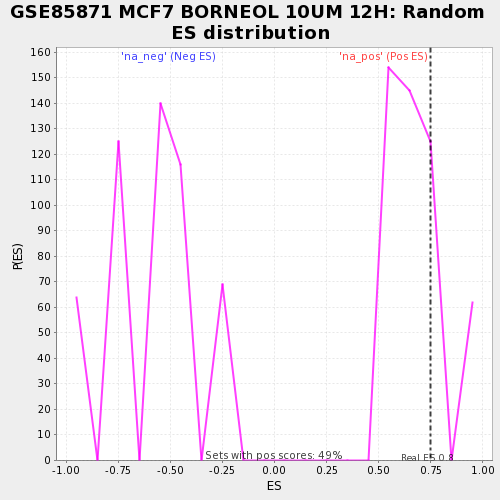 GSE85871 MCF7 BORNEOL 10UM 12H: Random
ES distribution
'na_neg' (Neg ES)
'na_pos' (Pos ES)
160
150
140
130
120
110
100
90
80
70
60
50
40
30
20
10
0
P(ES)
Sets with pos scores: 49%
Real ES 0.8
-1.00 -0.75 -0.50 -0.25 0.00 0.25 0.50 0.75 1.00
ES